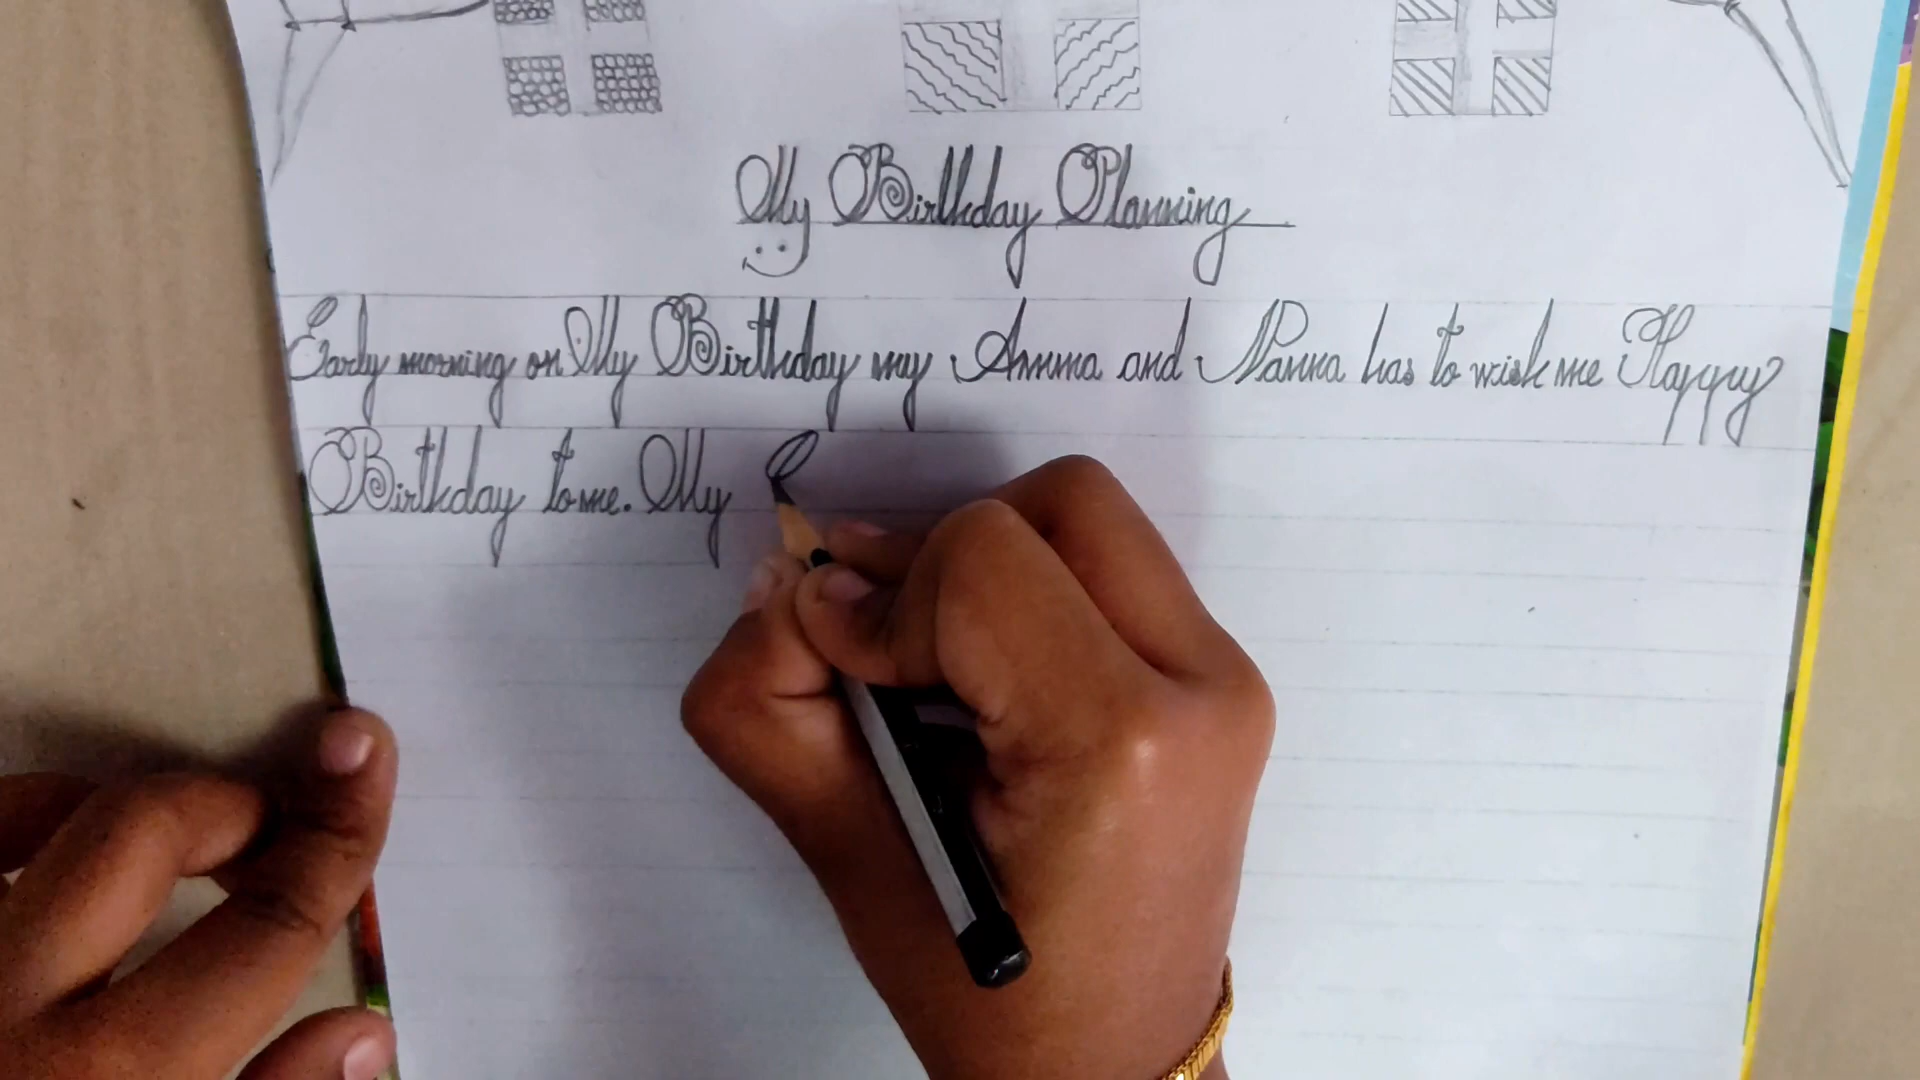 My Birthday Planning
Early morning on My Birthday my Amma and Nanna has to wish me Happy
Birthday to me. My